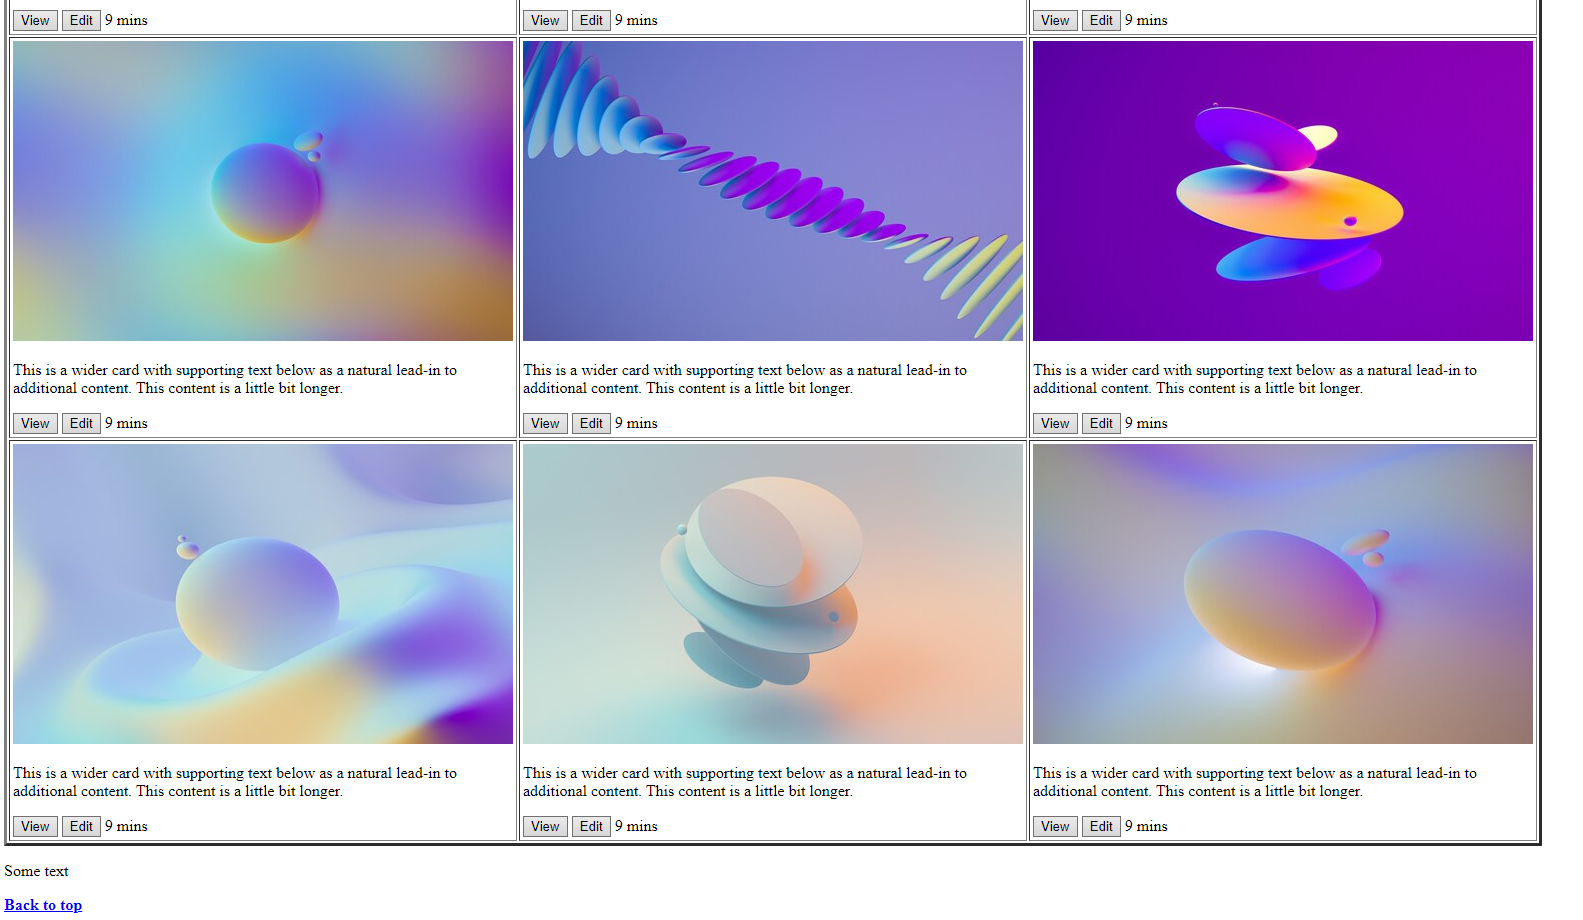 View Edit 9 mins
View Edit 9 mins
View Edit 9 mins
This is a wider card with supporting text below as a natural lead-in to
additional content. This content is a little bit longer.
View Edit 9 mins
This is a wider card with supporting text below as a natural lead-in to
additional content. This content is a little bit longer.
View Edit 9 mins
This is a wider card with supporting text below as a natural lead-in to
additional content. This content is a little bit longer.
View Edit 9 mins
This is a wider card with supporting text below as a natural lead-in to
additional content. This content is a little bit longer.
View Edit 9 mins
This is a wider card with supporting text below as a natural lead-in to
additional content. This content is a little bit longer.
View Edit 9 mins
This is a wider card with supporting text below as a natural lead-in to
additional content. This content is a little bit longer.
View Edit 9 mins
Some text
Back to top